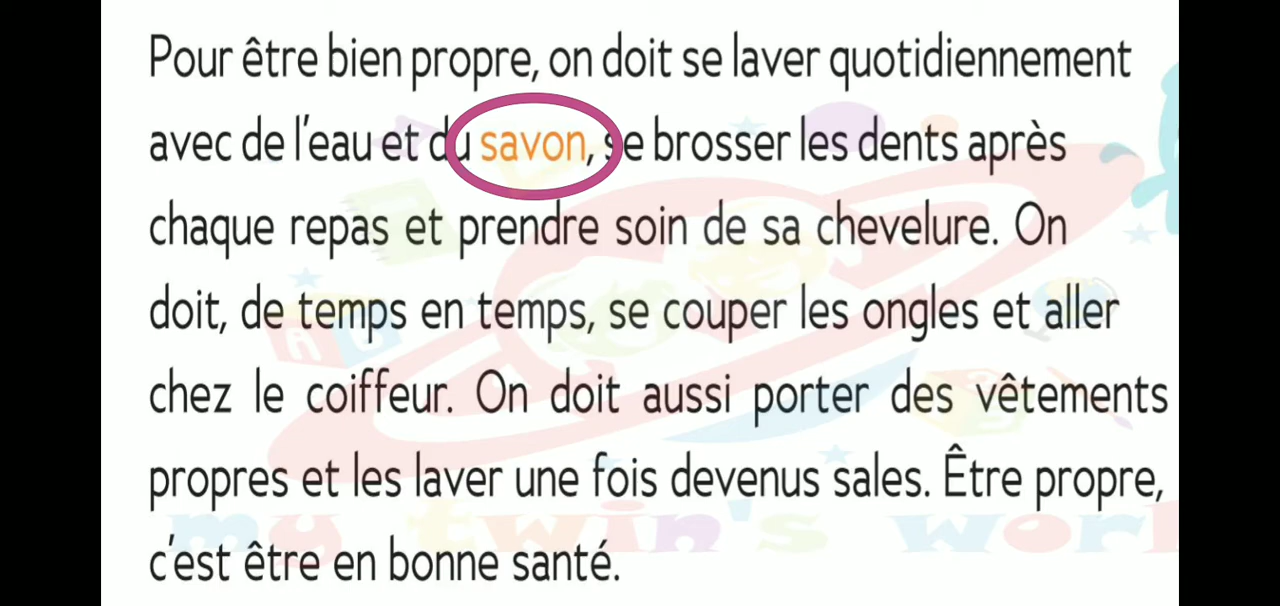 Pour être bien propre, on doit se laver quotidiennement
avec de l'eau et du savon, se brosser les dents après
chaque repas et prendre soin de sa chevelure. On
doit, de temps en temps, se couper les ongles et aller
chez le coiffeur. On doit aussi porter des vêtements
propres et les laver une fois devenus sales. Être propre,
my twin's worl
c'est être en bonne santé.